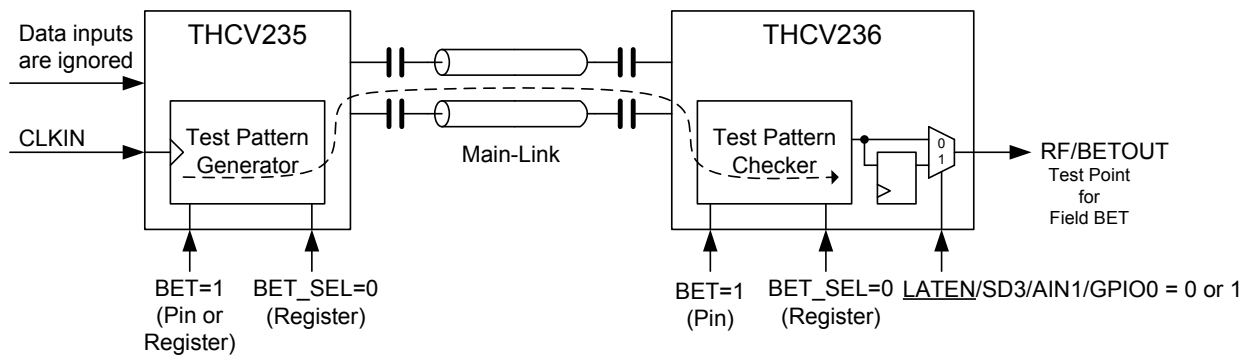 Data inputs
are ignored
THCV235
THCV236
CLKIN
Test Pattern
Generator
Main-Link
Test Pattern
Checker
0
1
RF/BETOUT
Test Point
for
Field BET
BET=1
(Pin or
Register)
BET_SEL=0
(Register)
BET=1
(Pin)
BET_SEL=0
(Register)
LATEN/SD3/AIN1/GPIO0 = 0 or 1